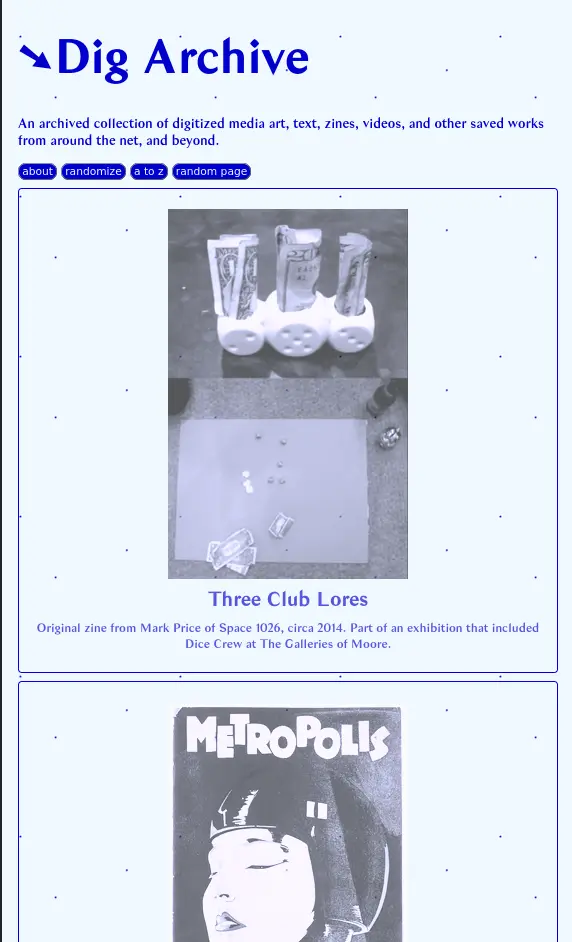 ➘Dig Archive
An archived collection of digitized media art, text, zines, videos, and other saved works
from around the net, and beyond.
about randomize a to z random page
Three Club Lores
Original zine from Mark Price of Space 1026, circa 2014. Part of an exhibition that included
Dice Crew at The Galleries of Moore.
METROPOLIS